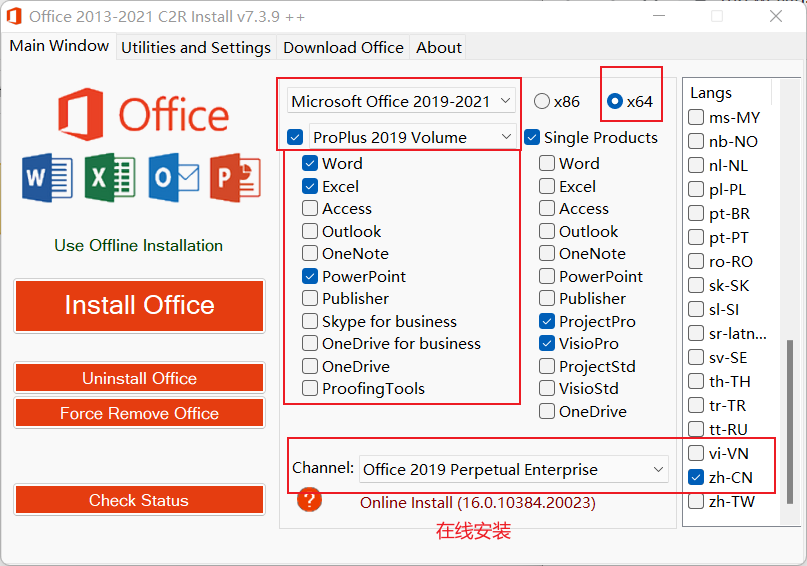 Office 2013-2021 C2R Install v7.3.9 ++
Main Window
Utilities and Settings
Download Office
About
Office
W
X
O
P
Use Offline Installation
Install Office
Uninstall Office
Force Remove Office
Check Status
Microsoft Office 2019-2021
x86
x64
ProPlus 2019 Volume
Word
Excel
Access
Outlook
OneNote
PowerPoint
Publisher
Skype for business
OneDrive for business
OneDrive
ProofingTools
Single Products
Word
Excel
Access
Outlook
OneNote
PowerPoint
Publisher
ProjectPro
VisioPro
ProjectStd
VisioStd
OneDrive
Channel:
Office 2019 Perpetual Enterprise
?
Online Install (16.0.10384.20023)
在线安装
Langs
ms-MY
nb-NO
nl-NL
pl-PL
pt-BR
pt-PT
ro-RO
sk-SK
sl-SI
sr-latn...
sv-SE
th-TH
tr-TR
tt-RU
vi-VN
zh-CN
zh-TW